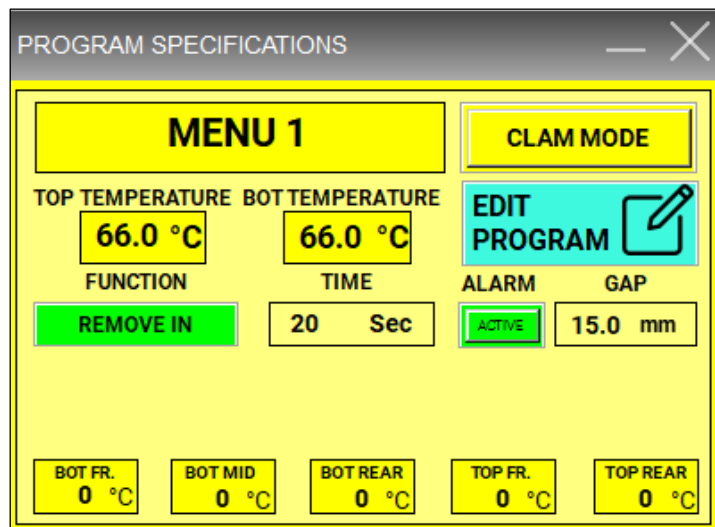 PROGRAM SPECIFICATIONS
MENU 1
CLAM MODE
TOP TEMPERATURE BOT TEMPERATURE
66.0 °C 66.0 °C
EDIT
PROGRAM
FUNCTION TIME ALARM GAP
REMOVE IN 20 Sec ACTIVE 15.0 mm
BOT FR. BOT MID BOT REAR TOP FR. TOP REAR
0 °C 0 °C 0 °C 0 °C 0 °C